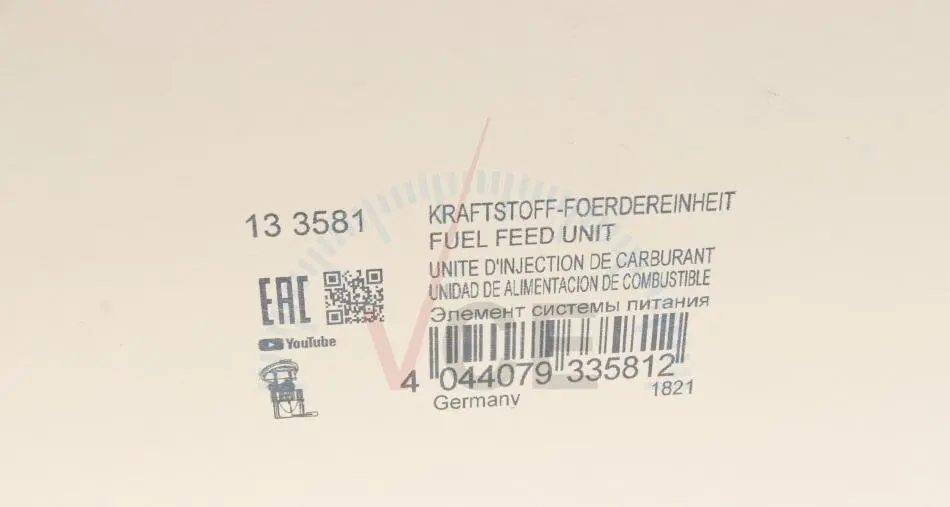 13 3581
KRAFTSTOFF-FOERDEREINHEIT
FUEL FEED UNIT
UNITE D'INJECTION DE CARBURANT
UNIDAD DE ALIMENTACION DE COMBUSTIBLE
Элемент системы питания
EAC
YouTube
4 044079 335812
Germany
1821